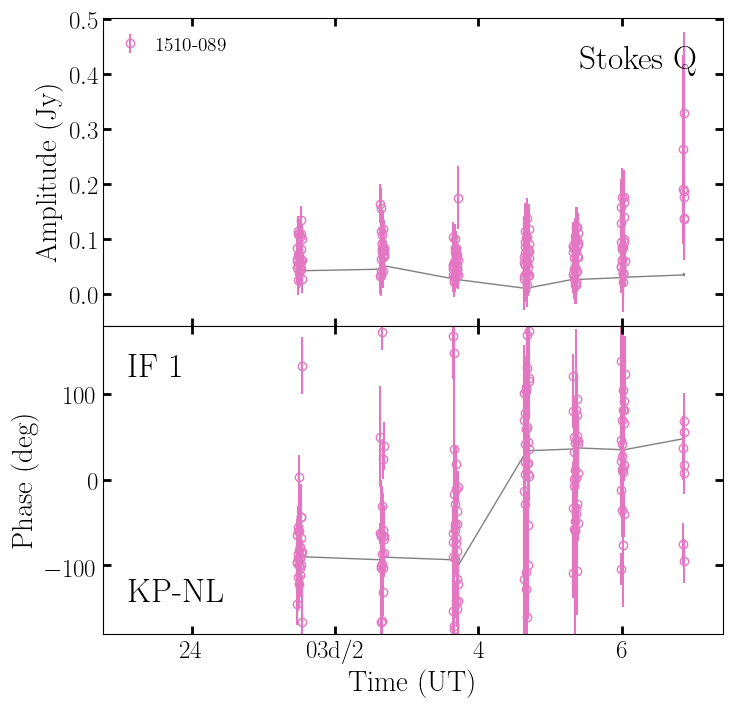 0.5
1510-089
Stokes Q
0.4
0.3
0.2
0.1
0.0
Amplitude (Jy)
IF 1
100
0
−100
Phase (deg)
KP-NL
24 03d/2 4 6
Time (UT)